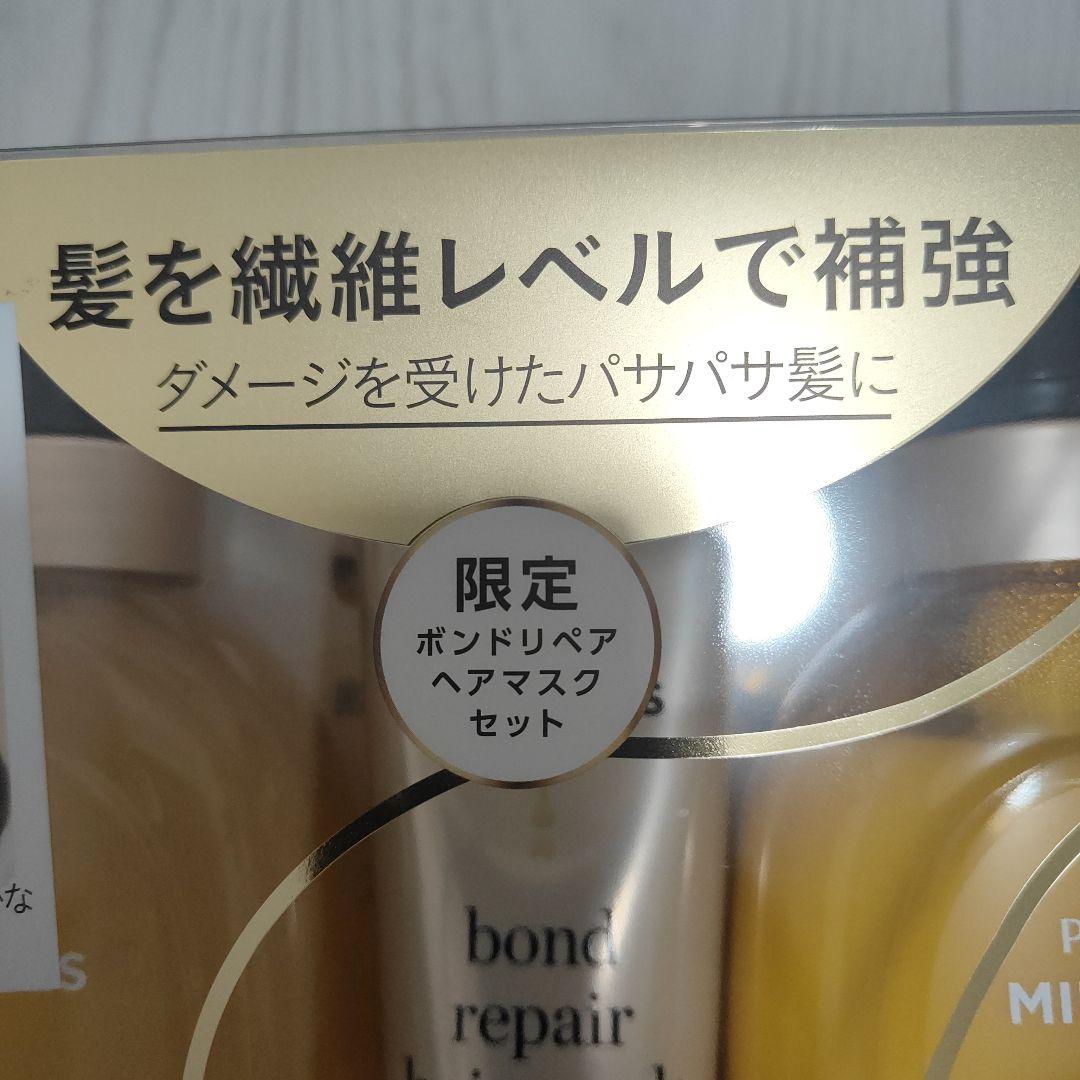 髪を繊維レベルで補強
ダメージを受けたパサパサ髪に
限定
ボンドリペア
ヘアマスク
セット
s
bond
repair
な
S
P
MI